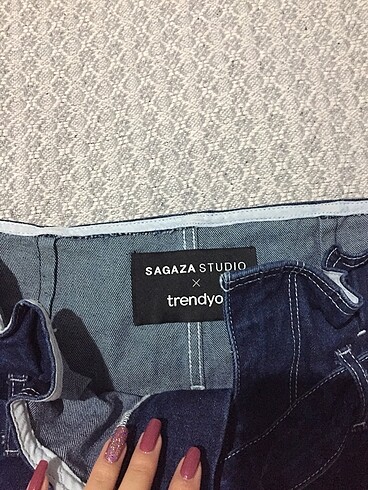 SAGAZA STUDIO
×
trendyo